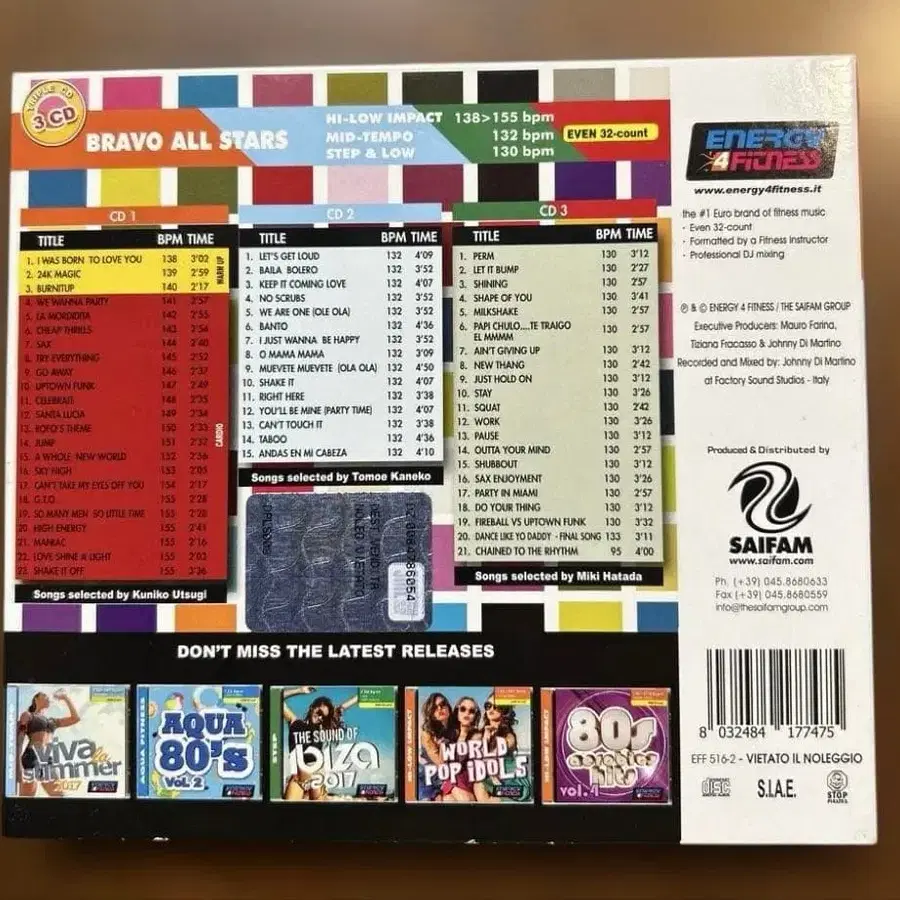 TRIPLE CD
3 CD
BRAVO ALL STARS
HI-LOW IMPACT 138>155 bpm
MID-TEMPO 132 bpm
STEP & LOW 130 bpm
EVEN 32-count
CD 1
TITLE BPM TIME
1. I WAS BORN TO LOVE YOU 138 3'02
2. 24K MAGIC 139 2'59
3. BURNITUP 140 2'17
WARM UP
4. WE WANNA PARTY 141 2'57
5. LA MORDIDITA 142 2'55
6. CHEAP THRILLS 143 3'54
7. SAX 144 2'40
8. TRY EVERYTHING 145 2'52
9. GO AWAY 146 2'37
10. UPTOWN FUNK 147 2'49
11. CELEBRATE 148 2'35
12. SANTA LUCIA 149 2'34
13. ROFO'S THEME 150 2'33
14. JUMP 151 2'32
15. A WHOLE NEW WORLD 152 2'56
16. SKY HIGH 153 2'05
17. CAN'T TAKE MY EYES OFF YOU 154 2'17
18. G.T.O. 155 2'28
19. SO MANY MEN SO LITTLE TIME 155 2'28
20. HIGH ENERGY 155 2'41
21. MANIAC 155 2'16
22. LOVE SHINE A LIGHT 155 2'02
23. SHAKE IT OFF 155 3'36
CARDIO
Songs selected by Kuniko Utsugi
CD 2
TITLE BPM TIME
1. LET'S GET LOUD 132 4'09
2. BAILA BOLERO 132 3'52
3. KEEP IT COMING LOVE 132 4'07
4. NO SCRUBS 132 3'52
5. WE ARE ONE (OLE OLA) 132 3'52
6. BANTO 132 4'36
7. I JUST WANNA BE HAPPY 132 3'52
8. O MAMA MAMA 132 3'09
9. MUEVETE MUEVETE (OLA OLA) 132 4'50
10. SHAKE IT 132 4'07
11. RIGHT HERE 132 3'38
12. YOU'LL BE MINE (PARTY TIME) 132 4'07
13. CAN'T TOUCH IT 132 3'38
14. TABOO 132 4'36
15. ANDAS EN MI CABEZA 132 4'10
Songs selected by Tomoe Kaneko
CD 3
TITLE BPM TIME
1. PERM 130 3'12
2. LET IT BUMP 130 2'27
3. SHINING 130 2'57
4. SHAPE OF YOU 130 3'41
5. MILKSHAKE 130 2'57
6. PAPI CHULO....TE TRAIGO
EL MMMM 130 2'57
7. AIN'T GIVING UP 130 3'12
8. NEW THANG 130 2'42
9. JUST HOLD ON 130 3'12
10. STAY 130 3'26
11. SQUAT 130 2'42
12. WORK 130 3'26
13. PAUSE 130 3'12
14. OUTTA YOUR MIND 130 2'57
15. SHUBBOUT 130 3'12
16. SAX ENJOYMENT 130 3'26
17. PARTY IN MIAMI 130 2'57
18. DO YOUR THING 130 3'12
19. FIREBALL VS UPTOWN FUNK 130 3'32
20. DANCE LIKE YO DADDY - FINAL SONG 133 3'11
21. CHAINED TO THE RHYTHM 95 4'00
Songs selected by Miki Hatada
DON'T MISS THE LATEST RELEASES
viva la
summer
2017
AQUA FITNESS
AQUA
80's
Vol. 2
STEP
THE SOUND OF
ibiza
2017
HI-LOW IMPACT
WORLD
POP IDOLS
HI-LOW IMPACT
80s
aerobics
hits
vol.4
ENERGY
4 FITNESS
www.energy4fitness.it
the #1 Euro brand of fitness music
· Even 32-count
· Formatted by a Fitness Instructor
· Professional DJ mixing
℗ & © ENERGY 4 FITNESS / THE SAIFAM GROUP
Executive Producers: Mauro Farina,
Tiziana Fracasso & Johnny Di Martino
Recorded and Mixed by: Johnny Di Martino
at Factory Sound Studios - Italy
Produced & Distributed by
SAIFAM
www.saifam.com
Ph. (+39) 045.8680633
Fax (+39) 045.8680559
info@thesaifamgroup.com
8 032484 177475
EFF 516-2 - VIETATO IL NOLEGGIO
DISC
S.I.A.E.
STOP